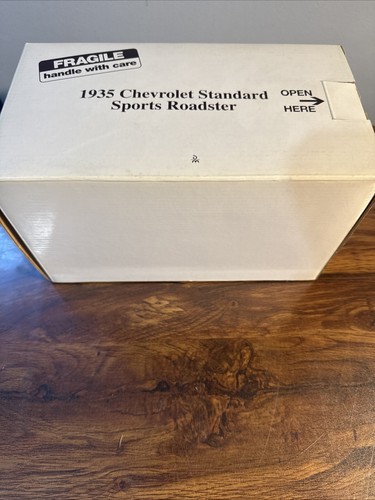 FRAGILE
handle with care
1935 Chevrolet Standard
Sports Roadster
OPEN
HERE